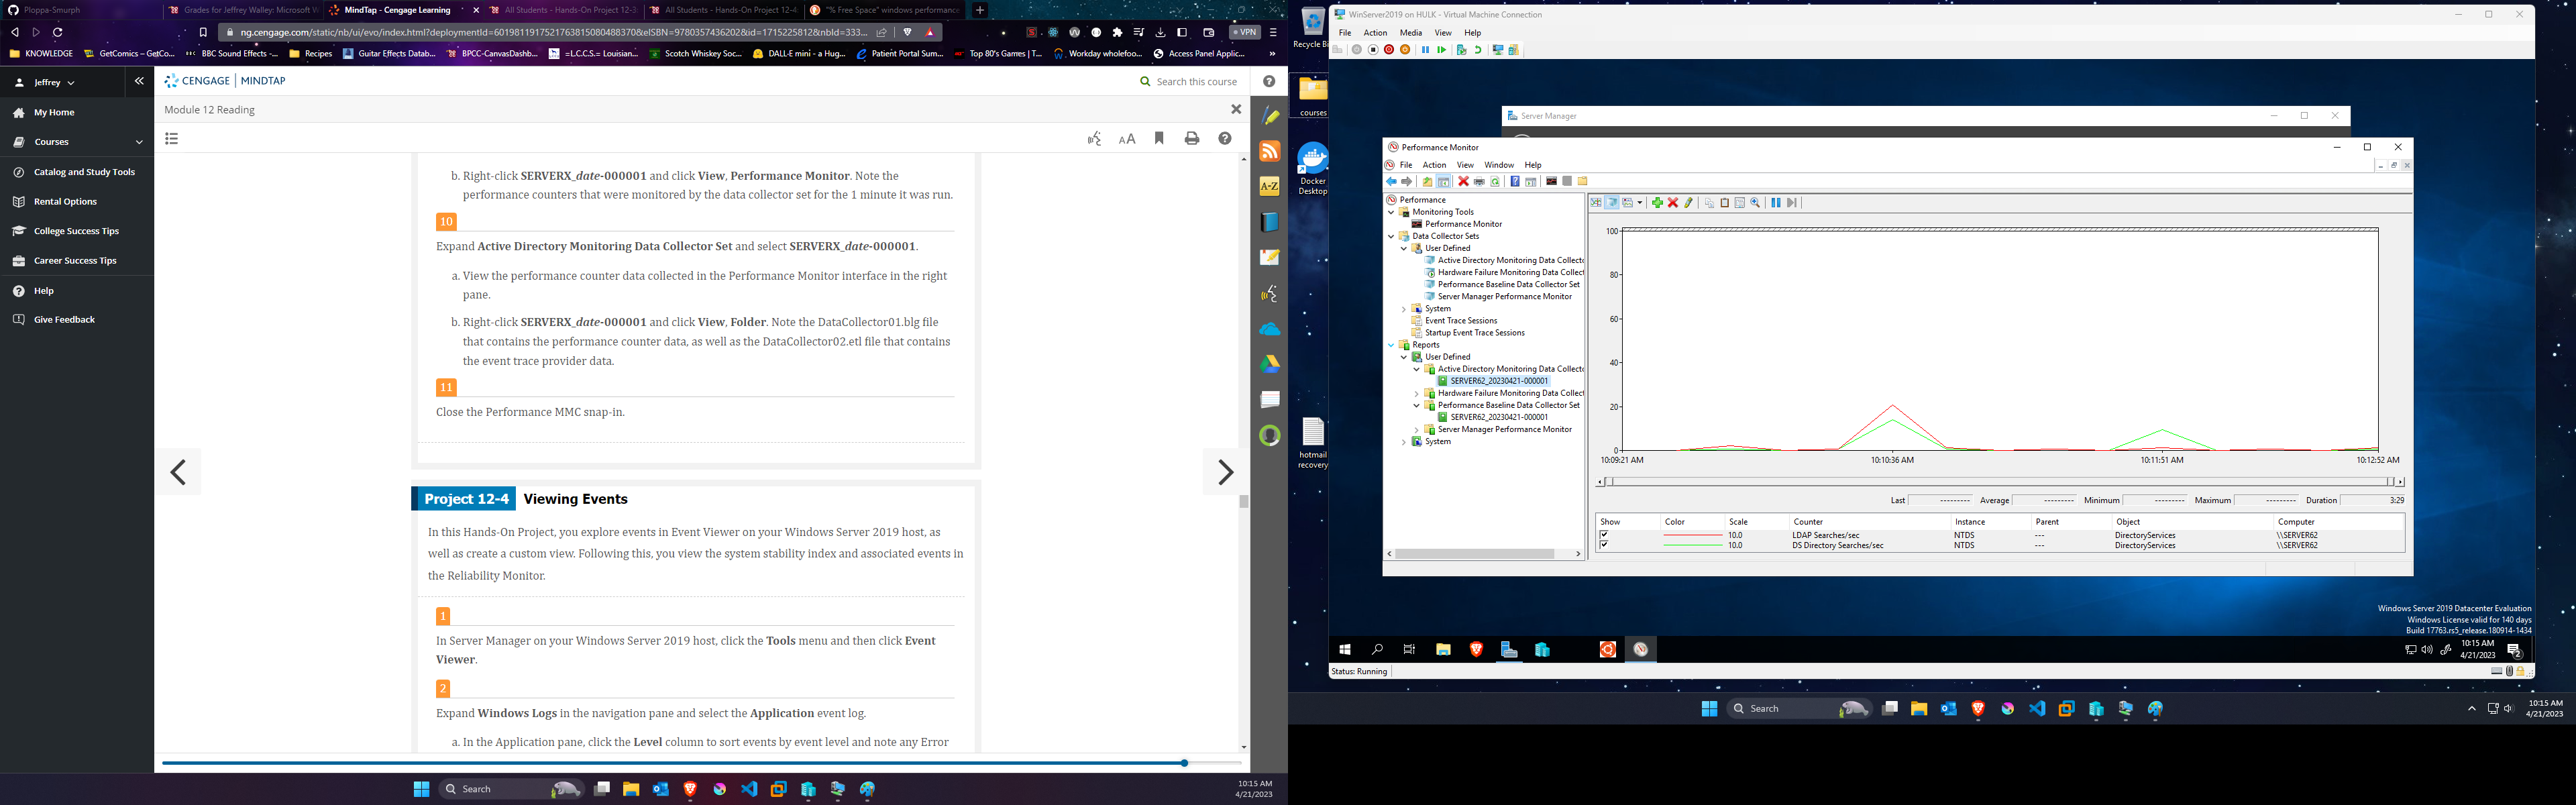 Ploppa-Smurph
Grades for Jeffrey Walley: Microsoft W
MindTap - Cengage Learning
All Students - Hands-On Project 12-3:
All Students - Hands-On Project 12-4:
"% Free Space" windows performance
ng.cengage.com/static/nb/ui/evo/index.html?deploymentId=6019811917521763815080488370&eISBN=9780357436202&id=1715225812&nbId=333...
VPN
KNOWLEDGE
GetComics – GetCo...
BBC Sound Effects -...
Recipes
Guitar Effects Datab...
BPCC-CanvasDashb...
=L.C.C.S.= Louisian...
Scotch Whiskey Soc...
DALL·E mini - a Hug...
Patient Portal Sum...
Top 80's Games | T...
Workday wholefoo...
Access Panel Applic...
Jeffrey
My Home
Courses
Catalog and Study Tools
Rental Options
College Success Tips
Career Success Tips
Help
Give Feedback
CENGAGE | MINDTAP
Search this course
Module 12 Reading
AA
A-Z
b. Right-click SERVERX_date-000001 and click View, Performance Monitor. Note the
performance counters that were monitored by the data collector set for the 1 minute it was run.
10
Expand Active Directory Monitoring Data Collector Set and select SERVERX_date-000001.
a. View the performance counter data collected in the Performance Monitor interface in the right
pane.
b. Right-click SERVERX_date-000001 and click View, Folder. Note the DataCollector01.blg file
that contains the performance counter data, as well as the DataCollector02.etl file that contains
the event trace provider data.
11
Close the Performance MMC snap-in.
Project 12-4 Viewing Events
In this Hands-On Project, you explore events in Event Viewer on your Windows Server 2019 host, as
well as create a custom view. Following this, you view the system stability index and associated events in
the Reliability Monitor.
1
In Server Manager on your Windows Server 2019 host, click the Tools menu and then click Event
Viewer.
2
Expand Windows Logs in the navigation pane and select the Application event log.
a. In the Application pane, click the Level column to sort events by event level and note any Error
Search
10:15 AM
4/21/2023
Recycle Bi
courses
Docker
Desktop
hotmail
recovery
WinServer2019 on HULK - Virtual Machine Connection
File Action Media View Help
Server Manager
Performance Monitor
File Action View Window Help
Performance
Monitoring Tools
Performance Monitor
Data Collector Sets
User Defined
Active Directory Monitoring Data Collecto
Hardware Failure Monitoring Data Collect
Performance Baseline Data Collector Set
Server Manager Performance Monitor
System
Event Trace Sessions
Startup Event Trace Sessions
Reports
User Defined
Active Directory Monitoring Data Collecto
SERVER62_20230421-000001
Hardware Failure Monitoring Data Collect
Performance Baseline Data Collector Set
SERVER62_20230421-000001
Server Manager Performance Monitor
System
100
80
60
40
20
0
10:09:21 AM 10:10:36 AM 10:11:51 AM 10:12:52 AM
Last --------- Average --------- Minimum --------- Maximum --------- Duration 3:29
Show Color Scale Counter Instance Parent Object Computer
10.0 LDAP Searches/sec NTDS --- DirectoryServices \\SERVER62
10.0 DS Directory Searches/sec NTDS --- DirectoryServices \\SERVER62
Windows Server 2019 Datacenter Evaluation
Windows License valid for 140 days
Build 17763.rs5_release.180914-1434
10:15 AM
4/21/2023
2
Status: Running
Search
10:15 AM
4/21/2023